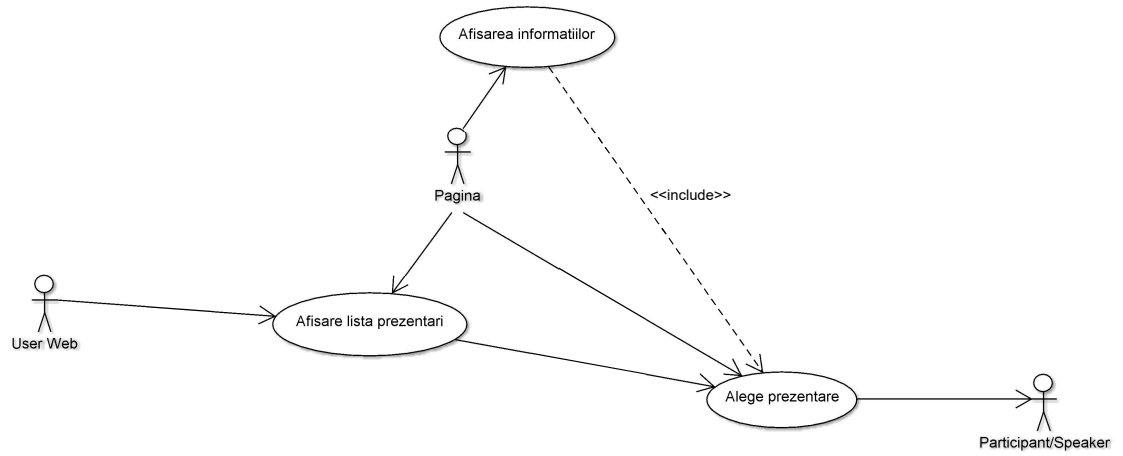 Afisarea informatiilor
Pagina
<<include>>
User Web
Afisare lista prezentari
Alege prezentare
Participant/Speaker